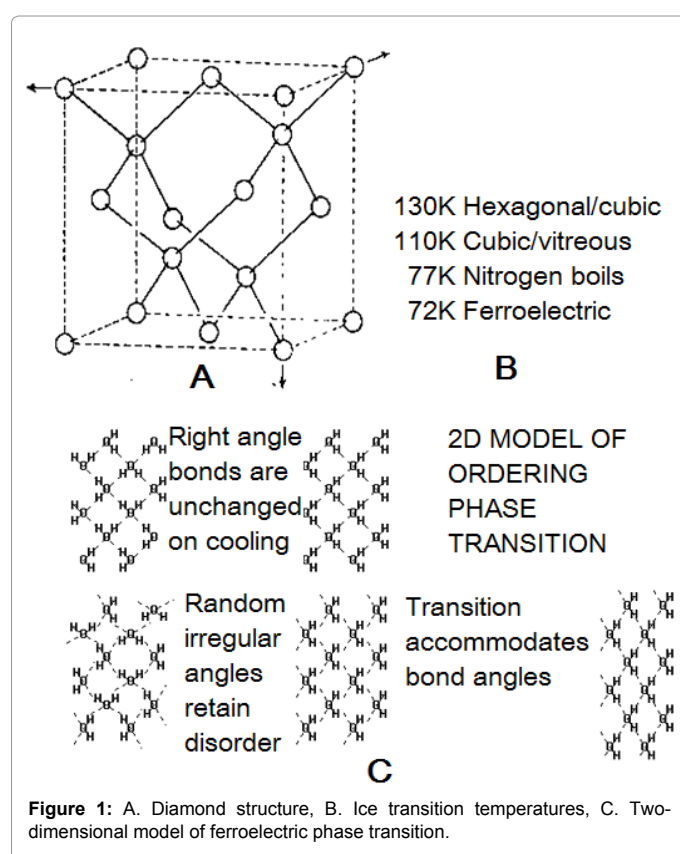 A
130K Hexagonal/cubic
110K Cubic/vitreous
77K Nitrogen boils
72K Ferroelectric
B
Right angle
bonds are
unchanged
on cooling
2D MODEL OF
ORDERING
PHASE
TRANSITION
Random
irregular
angles
retain
disorder
Transition
accommodates
bond angles
C
Figure 1: A. Diamond structure, B. Ice transition temperatures, C. Two-
dimensional model of ferroelectric phase transition.